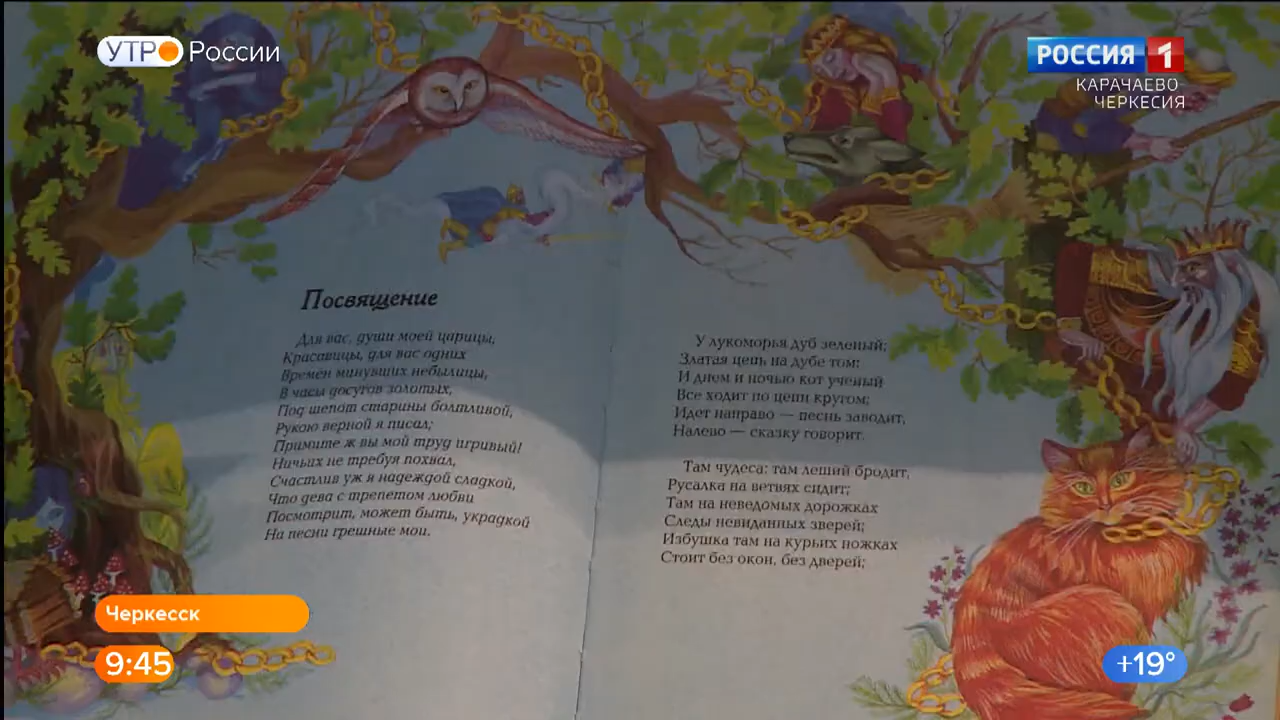 УТРО России
РОССИЯ 1
КАРАЧАЕВО
ЧЕРКЕСИЯ
Посвящение
Для вас, души моей царицы,
Красавицы, для вас одних
Времен минувших небылицы,
В часы досугов золотых,
Под шепот старины болтливой,
Рукою верной я писал;
Примите ж вы мой труд игривый!
Ничьих не требуя похвал,
Счастлив уж я надеждой сладкой,
Что дева с трепетом любви
Посмотрит, может быть, украдкой
На песни грешные мои.
У лукоморья дуб зеленый;
Златая цепь на дубе том:
И днем и ночью кот ученый
Все ходит по цепи кругом;
Идет направо — песнь заводит,
Налево — сказку говорит.
Там чудеса: там леший бродит,
Русалка на ветвях сидит;
Там на неведомых дорожках
Следы невиданных зверей;
Избушка там на курьих ножках
Стоит без окон, без дверей;
Черкесск
9:45
+19°